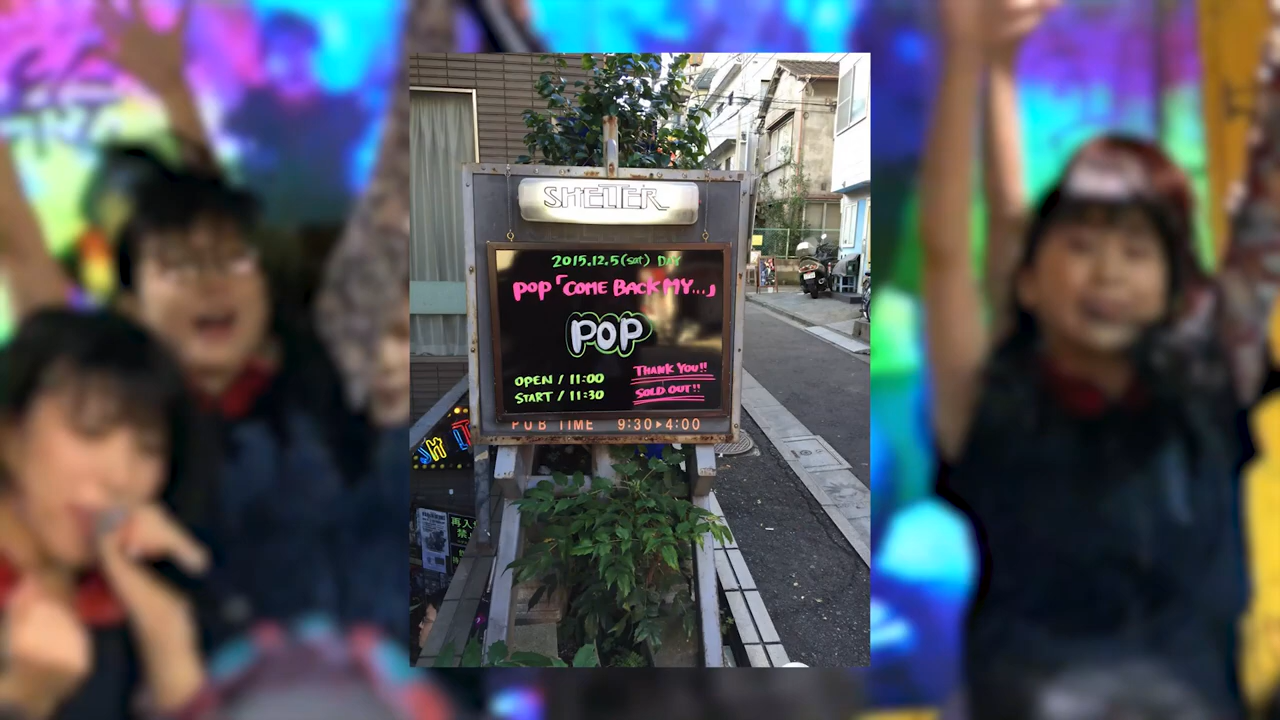 SHELTER
2015.12.5(sat) DAY
POP「COME BACK MY...」
POP
OPEN / 11:00
START / 11:30
THANK YOU!!
SOLD OUT!!
PUB TIME 9:30▸4:00